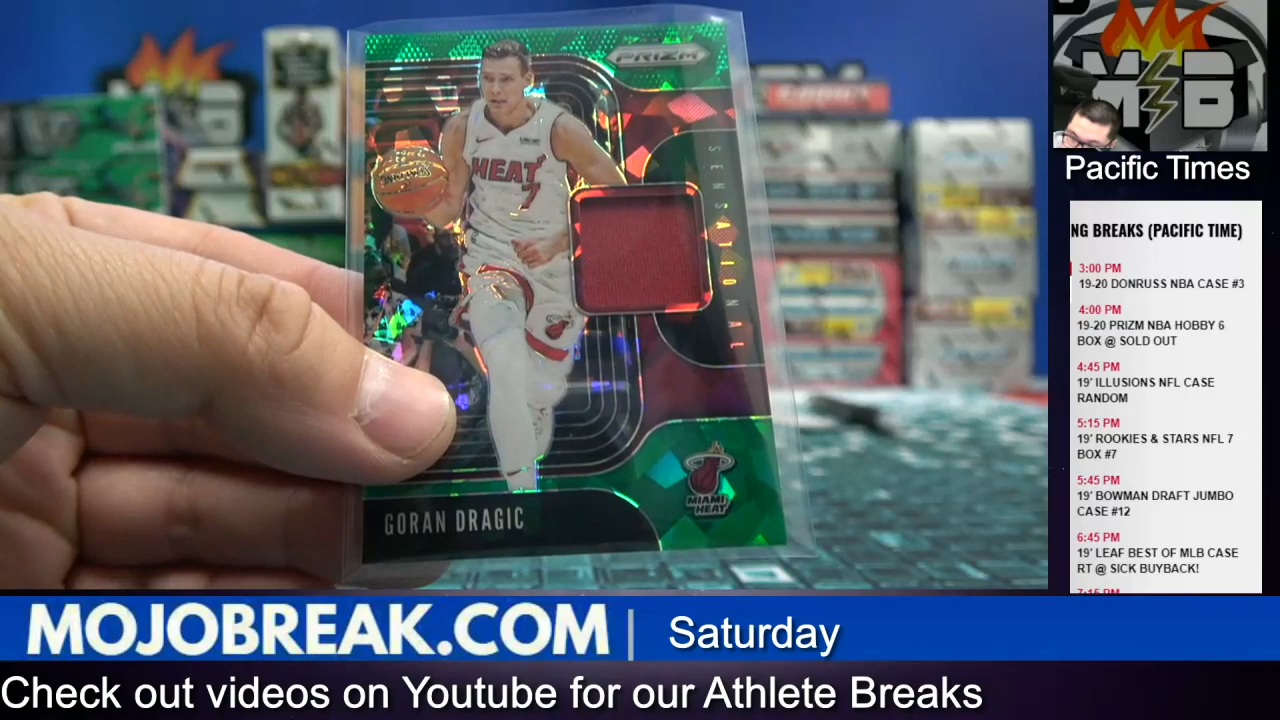 PRIZM
HEAT
7
SENSATIONAL
MIAMI
HEAT
GORAN DRAGIC
MB
Pacific Times
NG BREAKS (PACIFIC TIME)
3:00 PM
19-20 DONRUSS NBA CASE #3
4:00 PM
19-20 PRIZM NBA HOBBY 6
BOX @ SOLD OUT
4:45 PM
19' ILLUSIONS NFL CASE
RANDOM
5:15 PM
19' ROOKIES & STARS NFL 7
BOX #7
5:45 PM
19' BOWMAN DRAFT JUMBO
CASE #12
6:45 PM
19' LEAF BEST OF MLB CASE
RT @ SICK BUYBACK!
MOJOBREAK.COM | Saturday
Check out videos on Youtube for our Athlete Breaks